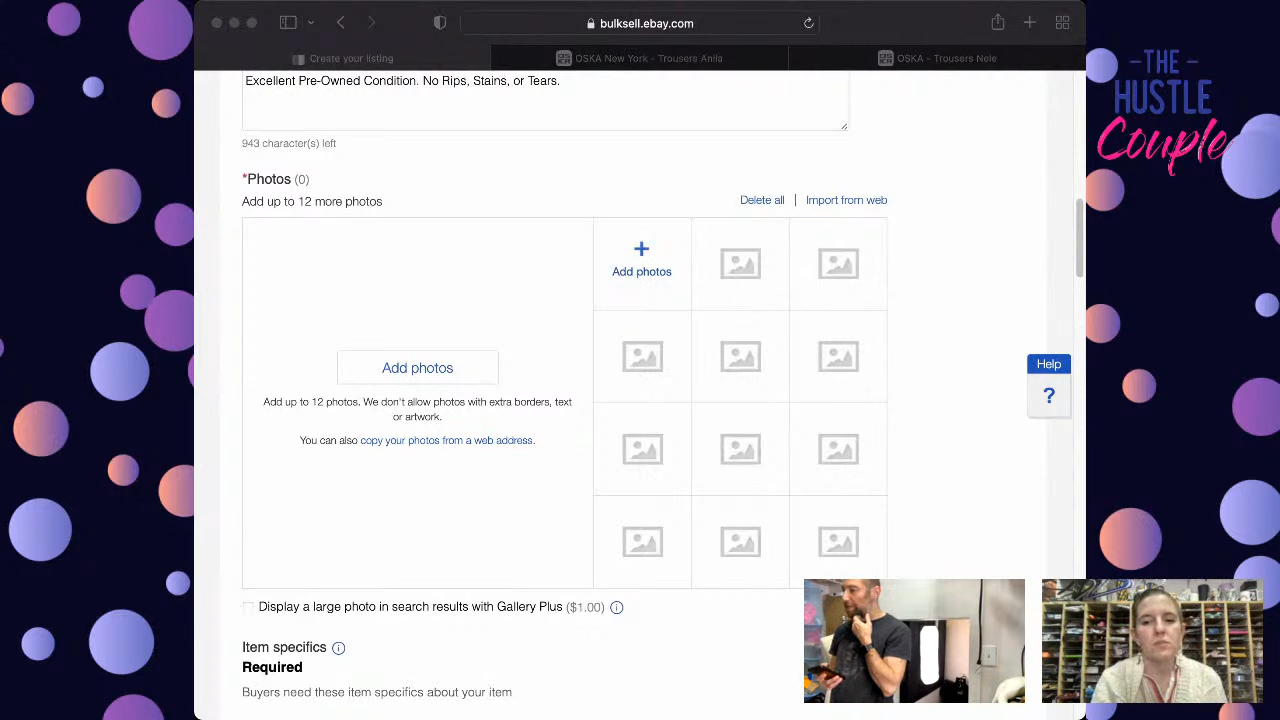 bulksell.ebay.com
Create your listing
OSKA New York - Trousers Anila
OSKA - Trousers Nele
-THE-
HUSTLE
Couple
Excellent Pre-Owned Condition. No Rips, Stains, or Tears.
943 character(s) left
*Photos (0)
Add up to 12 more photos
Delete all | Import from web
+
Add photos
Add photos
Add up to 12 photos. We don't allow photos with extra borders, text
or artwork.
You can also copy your photos from a web address.
Help
?
Display a large photo in search results with Gallery Plus ($1.00)
Item specifics
Required
Buyers need these specifics about your item